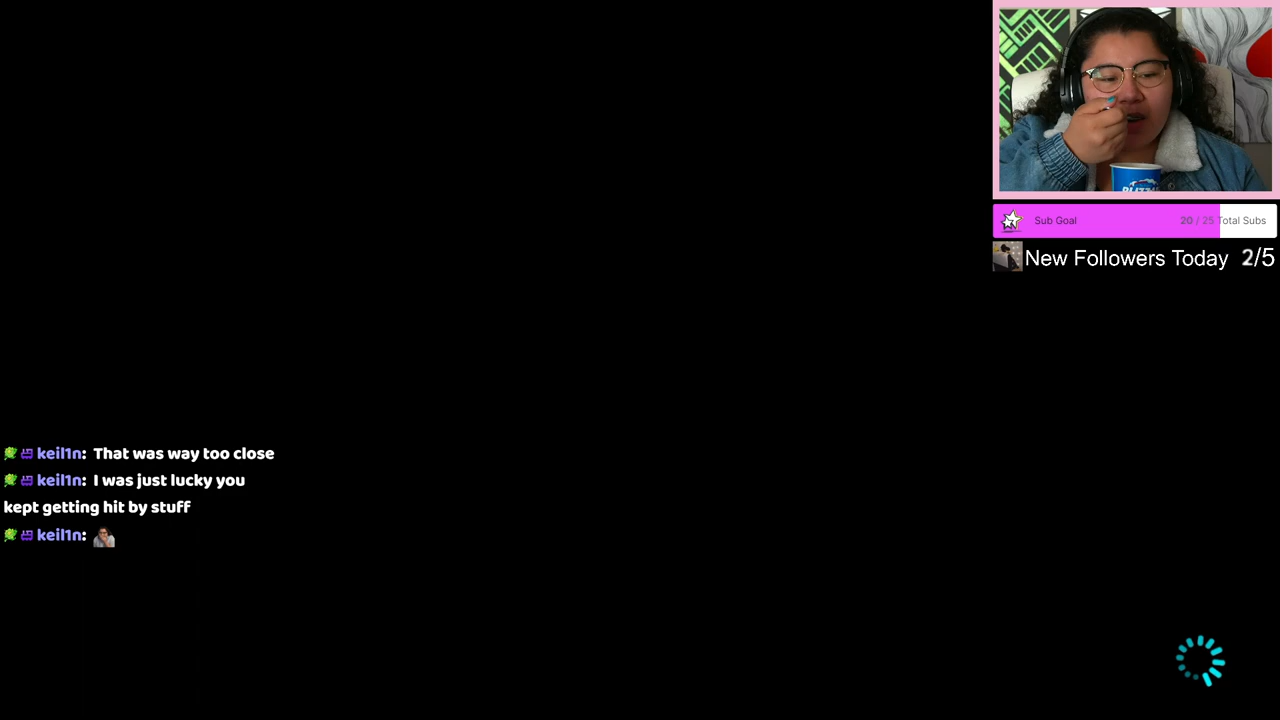 BLIZZARD
Sub Goal 20 / 25 Total Subs
New Followers Today 2/5
keil1n: That was way too close
keil1n: I was just lucky you
kept getting hit by stuff
keil1n: